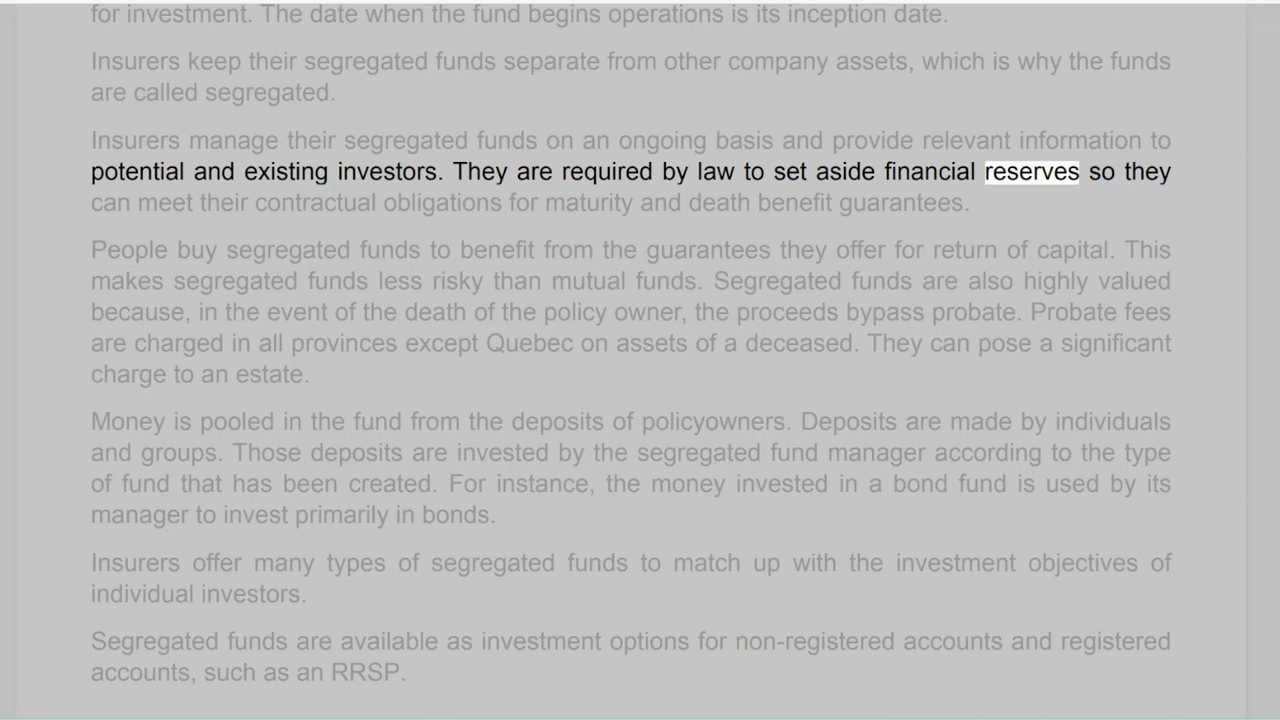 for investment. The date when the fund begins operations is its inception date.
Insurers keep their segregated funds separate from other company assets, which is why the funds
are called segregated.
Insurers manage their segregated funds on an ongoing basis and provide relevant information to
potential and existing investors. They are required by law to set aside financial reserves so they
can meet their contractual obligations for maturity and death benefit guarantees.
People buy segregated funds to benefit from the guarantees they offer for return of capital. This
makes segregated funds less risky than mutual funds. Segregated funds are also highly valued
because, in the event of the death of the policy owner, the proceeds bypass probate. Probate fees
are charged in all provinces except Quebec on assets of a deceased. They can pose a significant
charge to an estate.
Money is pooled in the fund from the deposits of policyowners. Deposits are made by individuals
and groups. Those deposits are invested by the segregated fund manager according to the type
of fund that has been created. For instance, the money invested in a bond fund is used by its
manager to invest primarily in bonds.
Insurers offer many types of segregated funds to match up with the investment objectives of
individual investors.
Segregated funds are available as investment options for non-registered accounts and registered
accounts, such as an RRSP.